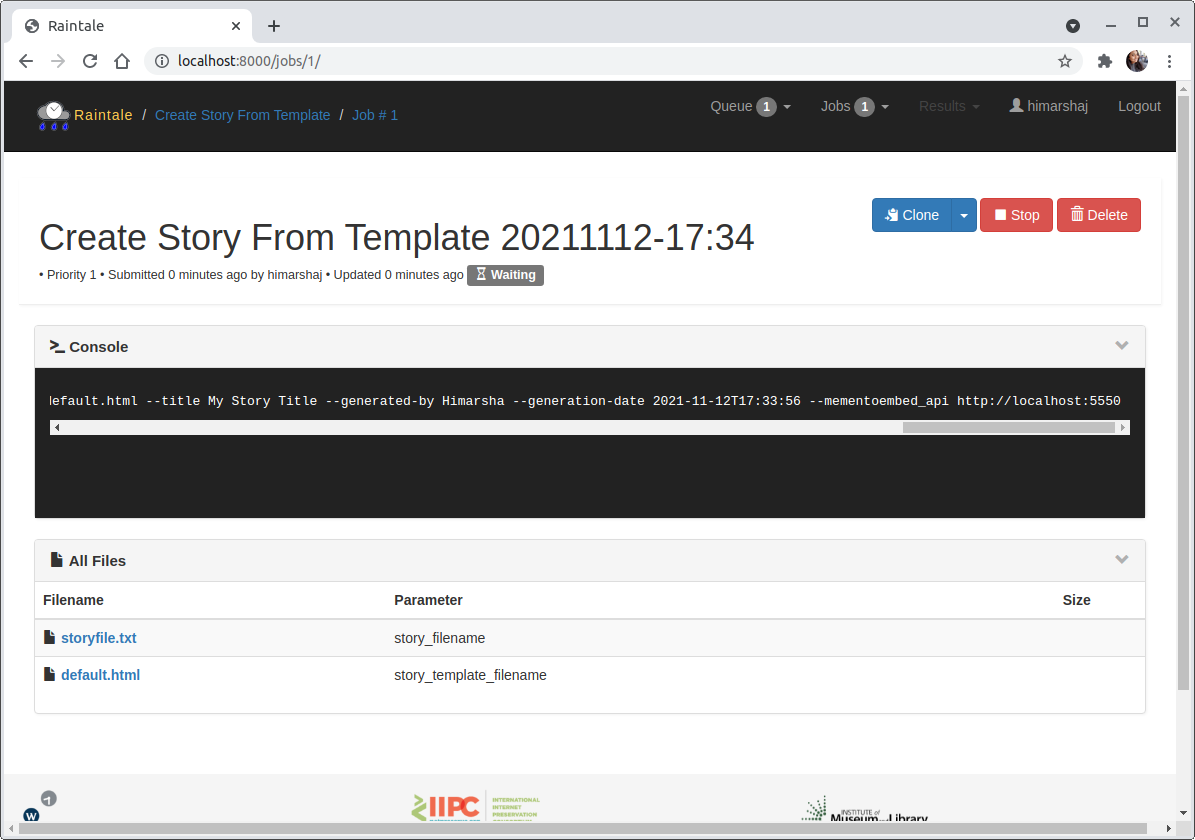 Raintale
localhost:8000/jobs/1/
Raintale / Create Story From Template / Job # 1
Queue 1 Jobs 1 Results himarshaj Logout
Clone Stop Delete
Create Story From Template 20211112-17:34
• Priority 1 • Submitted 0 minutes ago by himarshaj • Updated 0 minutes ago Waiting
Console
default.html --title My Story Title --generated-by Himarsha --generation-date 2021-11-12T17:33:56 --mementoembed_api http://localhost:5550
All Files
Filename Parameter Size
storyfile.txt story_filename
default.html story_template_filename
W
IIPC
INTERNATIONAL
INTERNET
PRESERVATION
INSTITUTE of
Museum and Library